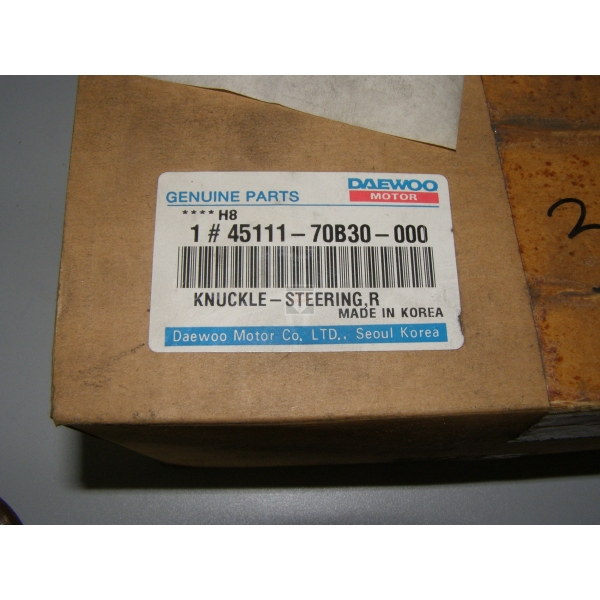 GENUINE PARTS
DAEWOO
MOTOR
****H8
1 # 45111-70B30-000
KNUCKLE-STEERING,R
MADE IN KOREA
Daewoo Motor Co, LTD., Seoul Korea
2